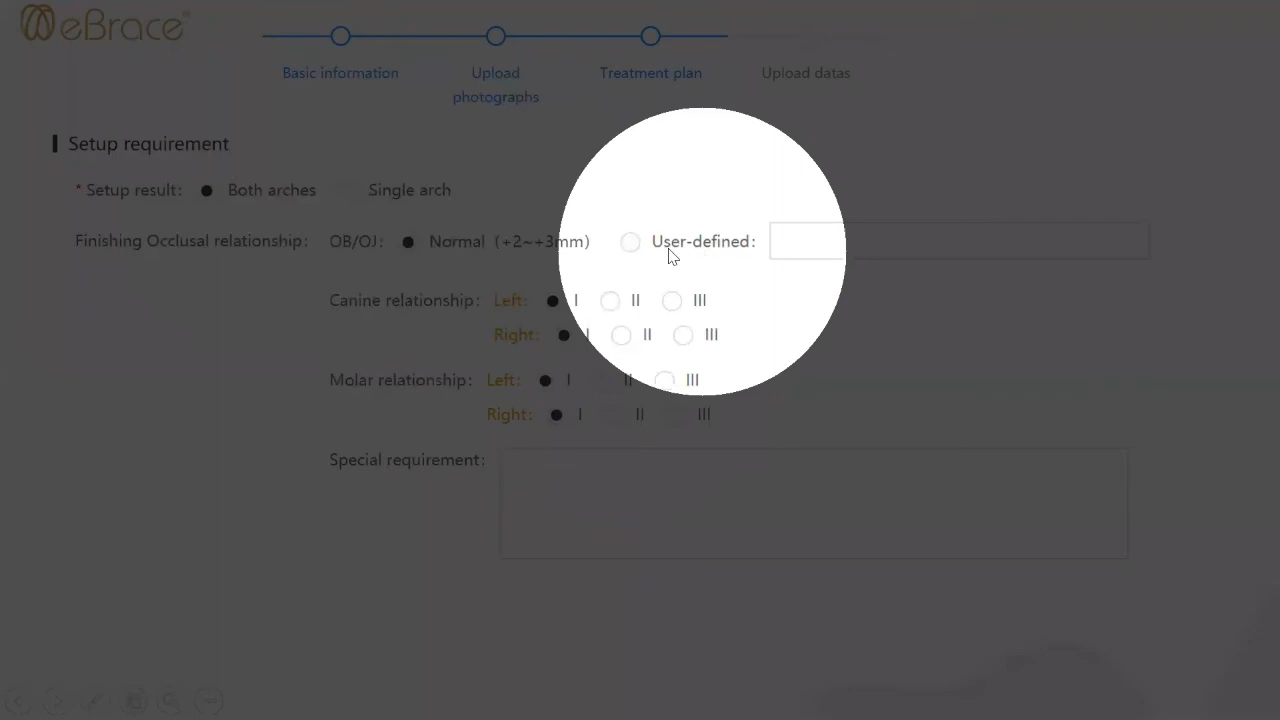 eBrace®
Basic information
Upload photographs
Treatment plan
Upload datas
Setup requirement
* Setup result: Both arches Single arch
Finishing Occlusal relationship: OB/OJ: Normal (+2~+3mm) User-defined:
Canine relationship: Left: I II III
Right: I II III
Molar relationship: Left: I II III
Right: I II III
Special requirement: